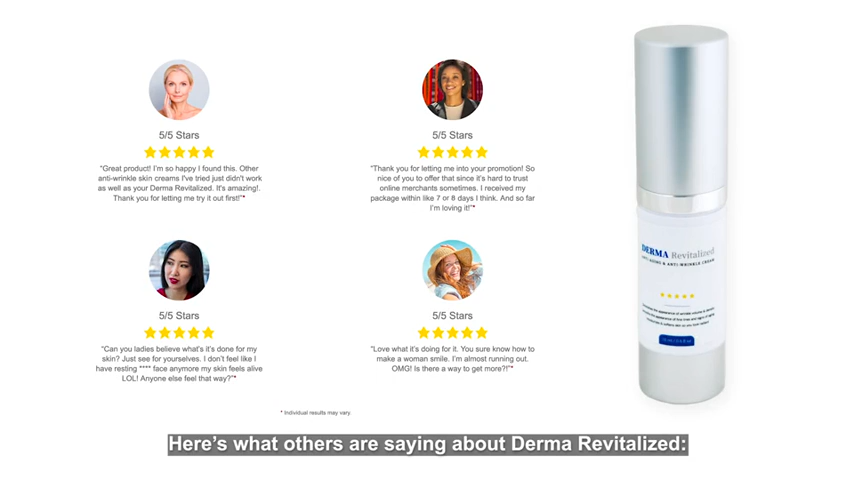 5/5 Stars
"Great product! I'm so happy I found this. Other
anti-wrinkle skin creams I've tried just didn't work
as well as your Derma Revitalized. It's amazing!.
Thank you for letting me try it out first!"*
5/5 Stars
"Thank you for letting me into your promotion! So
nice of you to offer that since it's hard to trust
online merchants sometimes. I received my
package within like 7 or 8 days I think. And so far
I'm loving it!"*
5/5 Stars
"Can you ladies believe what's it's done for my
skin? Just see for yourselves. I don't feel like I
have resting **** face anymore my skin feels alive
LOL! Anyone else feel that way?"*
5/5 Stars
"Love what it's doing for it. You sure know how to
make a woman smile. I'm almost running out.
OMG! Is there a way to get more?!"*
* Individual results may vary
DERMA Revitalized
ANTI-AGING & ANTI-WRINKLE CREAM
Here's what others are saying about Derma Revitalized: